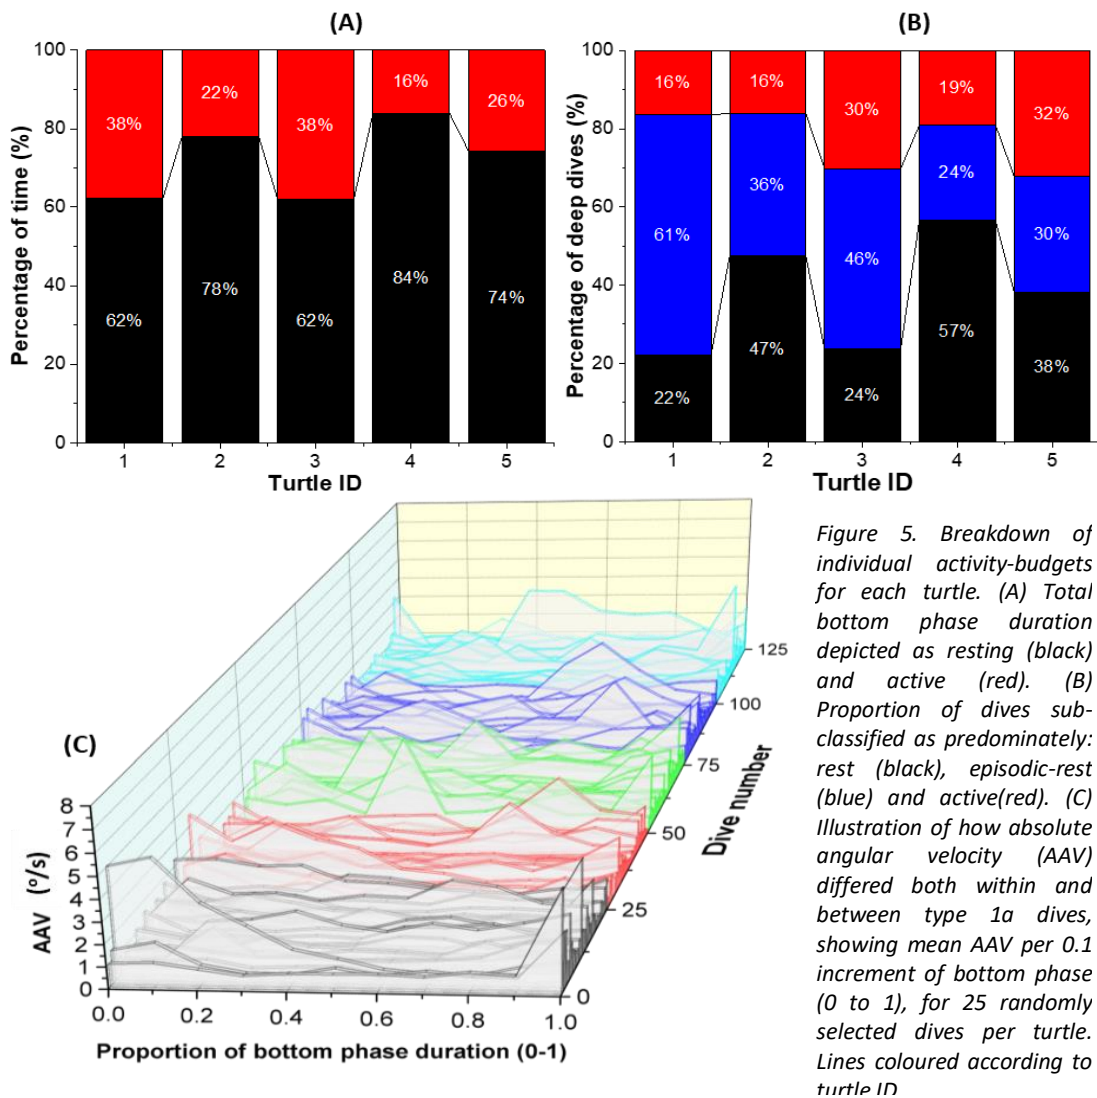 (A)
Percentage of time (%)
100
80
60
40
20
0
38%
22%
38%
16%
26%
62%
78%
62%
84%
74%
1
2
3
4
5
Turtle ID
(B)
Percentage of deep dives (%)
100
80
60
40
20
0
16%
16%
30%
19%
32%
61%
36%
46%
24%
30%
22%
47%
24%
57%
38%
1
2
3
4
5
Turtle ID
(C)
AAV (º/s)
8
7
6
5
4
3
2
1
0
0.0
0.2
0.4
0.6
0.8
1.0
Proportion of bottom phase duration (0-1)
125
100
75
50
25
0
Dive number
Figure 5. Breakdown of
individual activity-budgets
for each turtle. (A) Total
bottom phase duration
depicted as resting (black)
and active (red). (B)
Proportion of dives sub-
classified as predominately:
rest (black), episodic-rest
(blue) and active(red). (C)
Illustration of how absolute
angular velocity (AAV)
differed both within and
between type 1a dives,
showing mean AAV per 0.1
increment of bottom phase
(0 to 1), for 25 randomly
selected dives per turtle.
Lines coloured according to
turtle ID